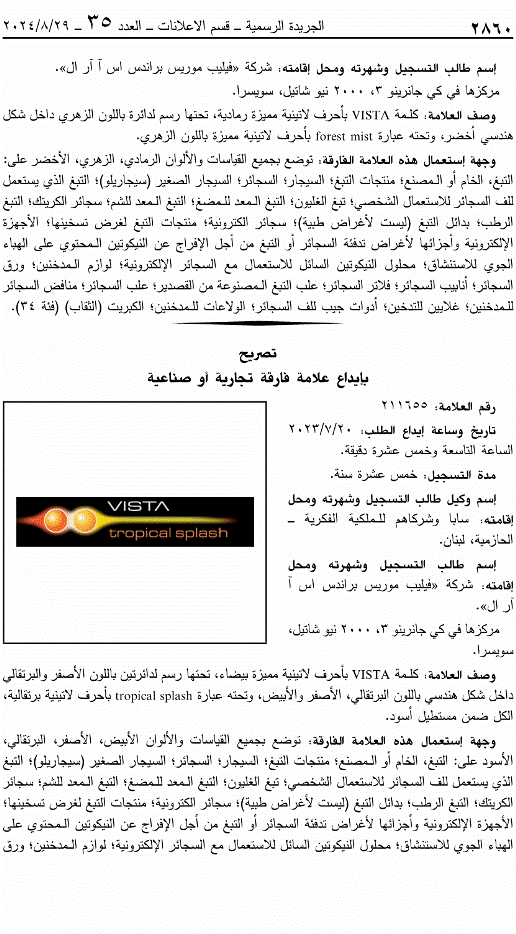 ٢٨٦٠ الجريدة الرسمية ــ قسم الاعلانات ــ العدد ٣٥ ــ ٢٠٢٤/٨/٢٩
إسم طالب التسجيل وشهرته ومحل إقامته: شركة «فيليب موريس براندس اس آ آر ال».
مركزها في كي جانرينو ٣، ٢٠٠٠ نيو شاتيل، سويسرا.
وصف العلامة: كلمة VISTA بأحرف لاتينية مميزة رمادية، تحتها رسم لدائرة باللون الزهري داخل شكل
هندسي أخضر، وتحته عبارة forest mist بأحرف لاتينية مميزة باللون الزهري.
وجهة إستعمال هذه العلامة الفارقة: توضع بجميع القياسات والألوان الرمادي، الزهري، الأخضر على:
التبغ، الخام أو المصنع؛ منتجات التبغ؛ السيجار؛ السجائر؛ السيجار الصغير (سيجاريلو)؛ التبغ الذي يستعمل
للف السجائر للاستعمال الشخصي؛ تبغ الغليون؛ التبغ المعد للمضغ؛ التبغ المعد للشم؛ سجائر الكريتك؛ التبغ
الرطب؛ بدائل التبغ (ليست لأغراض طبية)؛ سجائر الكترونية؛ منتجات التبغ لغرض تسخينها؛ الأجهزة
الإلكترونية وأجزائها لأغراض تدفئة السجائر أو التبغ من أجل الإفراج عن النيكوتين المحتوي على الهباء
الجوي للاستنشاق؛ محلول النيكوتين السائل للاستعمال مع السجائر الإلكترونية؛ لوازم المدخنين؛ ورق
السجائر؛ أنابيب السجائر؛ فلاتر السجائر؛ علب التبغ المصنوعة من القصدير؛ علب السجائر؛ منافض السجائر
للمدخنين؛ غلايين للتدخين؛ أدوات جيب للف السجائر؛ الولاعات للمدخنين؛ الكبريت (الثقاب) (فئة ٣٤).
تصريح
بإيداع علامة فارقة تجارية أو صناعية
رقم العلامة: ٢١١٦٥٥
تاريخ وساعة إيداع الطلب: ٢٠٢٣/٧/٢٠
الساعة التاسعة وخمس عشرة دقيقة.
مدة التسجيل: خمس عشرة سنة.
إسم وكيل طالب التسجيل وشهرته ومحل
إقامته: سابا وشركاهم للملكية الفكرية ــ
الحازمية، لبنان.
إسم طالب التسجيل وشهرته ومحل
إقامته: شركة «فيليب موريس براندس اس آ
آر ال».
مركزها في كي جانرينو ٣، ٢٠٠٠ نيو شاتيل،
سويسرا.
VISTA
tropical splash
وصف العلامة: كلمة VISTA بأحرف لاتينية مميزة بيضاء، تحتها رسم لدائرتين باللون الأصفر والبرتقالي
داخل شكل هندسي باللون البرتقالي، الأصفر والأبيض، وتحته عبارة tropical splash بأحرف لاتينية برتقالية،
الكل ضمن مستطيل أسود.
وجهة إستعمال هذه العلامة الفارقة: توضع بجميع القياسات والألوان الأبيض، الأصفر، البرتقالي،
الأسود على: التبغ، الخام أو المصنع؛ منتجات التبغ؛ السيجار؛ السجائر؛ السيجار الصغير (سيجاريلو)؛ التبغ
الذي يستعمل للف السجائر للاستعمال الشخصي؛ تبغ الغليون؛ التبغ المعد للمضغ؛ التبغ المعد للشم؛ سجائر
الكريتك؛ التبغ الرطب؛ بدائل التبغ (ليست لأغراض طبية)؛ سجائر الكترونية؛ منتجات التبغ لغرض تسخينها؛
الأجهزة الإلكترونية وأجزائها لأغراض تدفئة السجائر أو التبغ من أجل الإفراج عن النيكوتين المحتوي على
الهباء الجوي للاستنشاق؛ محلول النيكوتين السائل للاستعمال مع السجائر الإلكترونية؛ لوازم المدخنين؛ ورق